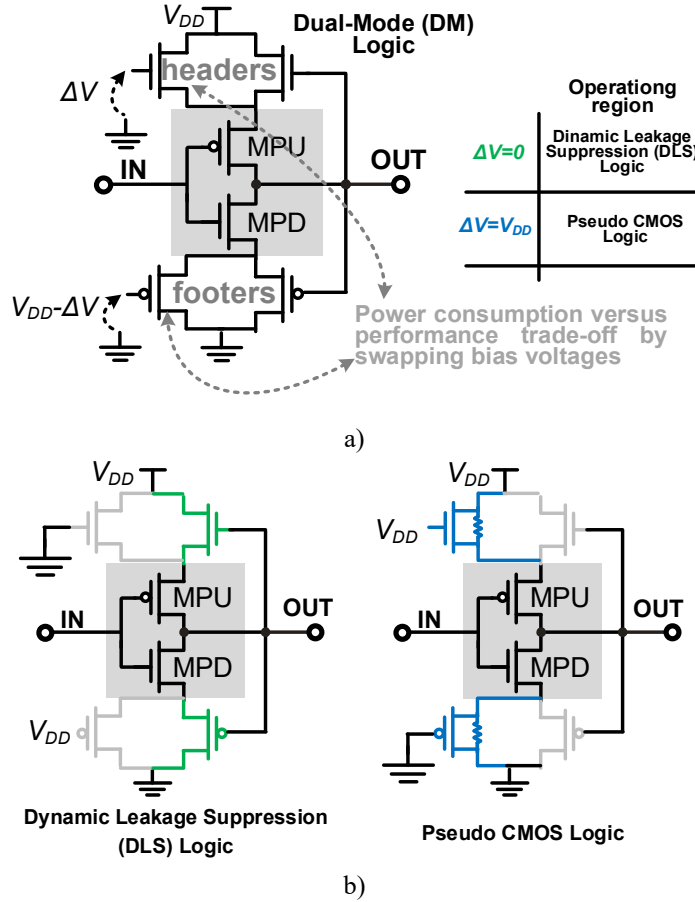 V_DD
Dual-Mode (DM)
Logic
headers
ΔV
IN
MPU
OUT
MPD
V_DD-ΔV
footers
Operationg
region
ΔV=0
Dinamic Leakage
Suppression (DLS)
Logic
ΔV=V_DD
Pseudo CMOS
Logic
Power consumption versus
performance trade-off by
swapping bias voltages
a)
V_DD
IN
MPU
OUT
MPD
V_DD
Dynamic Leakage Suppression
(DLS) Logic
V_DD
V_DD
IN
MPU
OUT
MPD
Pseudo CMOS Logic
b)